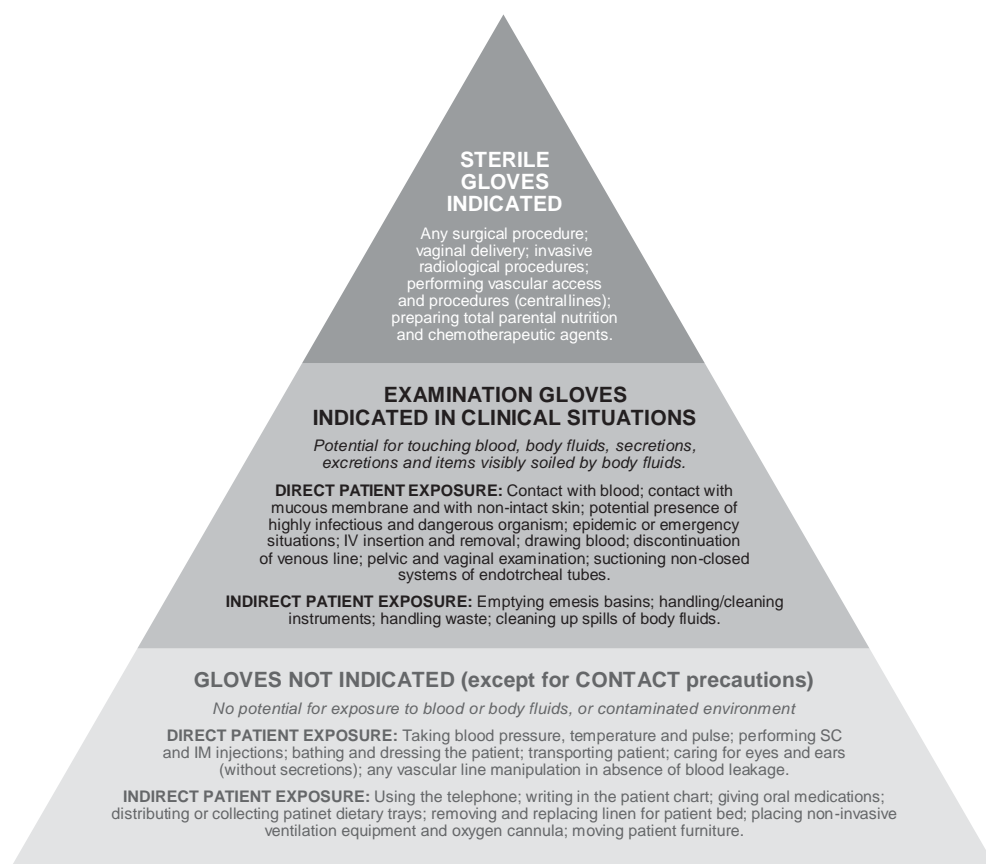 STERILE
GLOVES
INDICATED
Any surgical procedure;
vaginal delivery; invasive
radiological procedures;
performing vascular access
and procedures (centrallines);
preparing total parental nutrition
and chemotherapeutic agents.
EXAMINATION GLOVES
INDICATED IN CLINICAL SITUATIONS
Potential for touching blood, body fluids, secretions,
excretions and items visibly soiled by body fluids.
DIRECT PATIENT EXPOSURE: Contact with blood; contact with
mucous membrane and with non-intact skin; potential presence of
highly infectious and dangerous organism; epidemic or emergency
situations; IV insertion and removal; drawing blood; discontinuation
of venous line; pelvic and vaginal examination; suctioning non-closed
systems of endotrcheal tubes.
INDIRECT PATIENT EXPOSURE: Emptying emesis basins; handling/cleaning
instruments; handling waste; cleaning up spills of body fluids.
GLOVES NOT INDICATED (except for CONTACT precautions)
No potential for exposure to blood or body fluids, or contaminated environment
DIRECT PATIENT EXPOSURE: Taking blood pressure, temperature and pulse; performing SC
and IM injections; bathing and dressing the patient; transporting patient; caring for eyes and ears
(without secretions); any vascular line manipulation in absence of blood leakage.
INDIRECT PATIENT EXPOSURE: Using the telephone; writing in the patient chart; giving oral medications;
distributing or collecting patinet dietary trays; removing and replacing linen for patient bed; placing non-invasive
ventilation equipment and oxygen cannula; moving patient furniture.